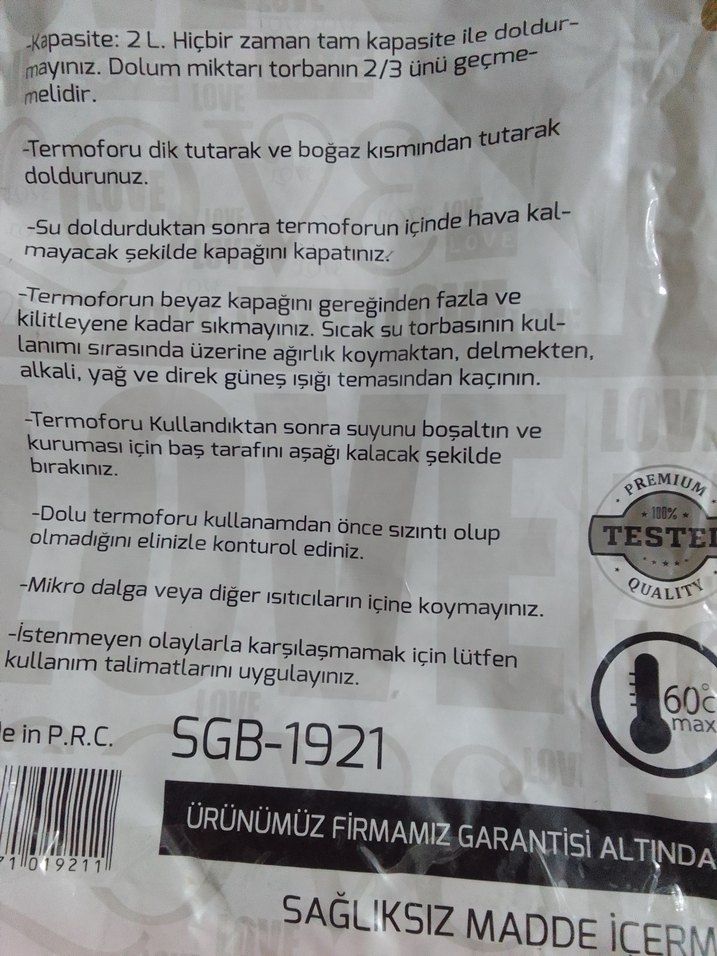 -Kapasite: 2 L. Hiçbir zaman tam kapasite ile doldur-
mayınız. Dolum miktarı torbanın 2/3 ünü geçme-
melidir.
-Termoforu dik tutarak ve boğaz kısmından tutarak
doldurunuz.
-Su doldurduktan sonra termoforun içinde hava kal-
mayacak şekilde kapağını kapatınız.
-Termoforun beyaz kapağını gereğinden fazla ve
kilitleyene kadar sıkmayınız. Sıcak su torbasının kul-
lanımı sırasında üzerine ağırlık koymaktan, delmekten,
alkali, yağ ve direk güneş ışığı temasından kaçının.
-Termoforu Kullandıktan sonra suyunu boşaltın ve
kuruması için baş tarafını aşağı kalacak şekilde
bırakınız.
-Dolu termoforu kullanamdan önce sızıntı olup
olmadığını elinizle konturol ediniz.
-Mikro dalga veya diğer ısıtıcıların içine koymayınız.
-İstenmeyen olaylarla karşılaşmamak için lütfen
kullanım talimatlarını uygulayınız.
PREMIUM
100%
TESTE
QUALITY
60°c
max
e in P.R.C.
SGB-1921
71019211
ÜRÜNÜMÜZ FİRMAMIZ GARANTİSİ ALTINDA
SAĞLIKSIZ MADDE İÇERM
LOVE